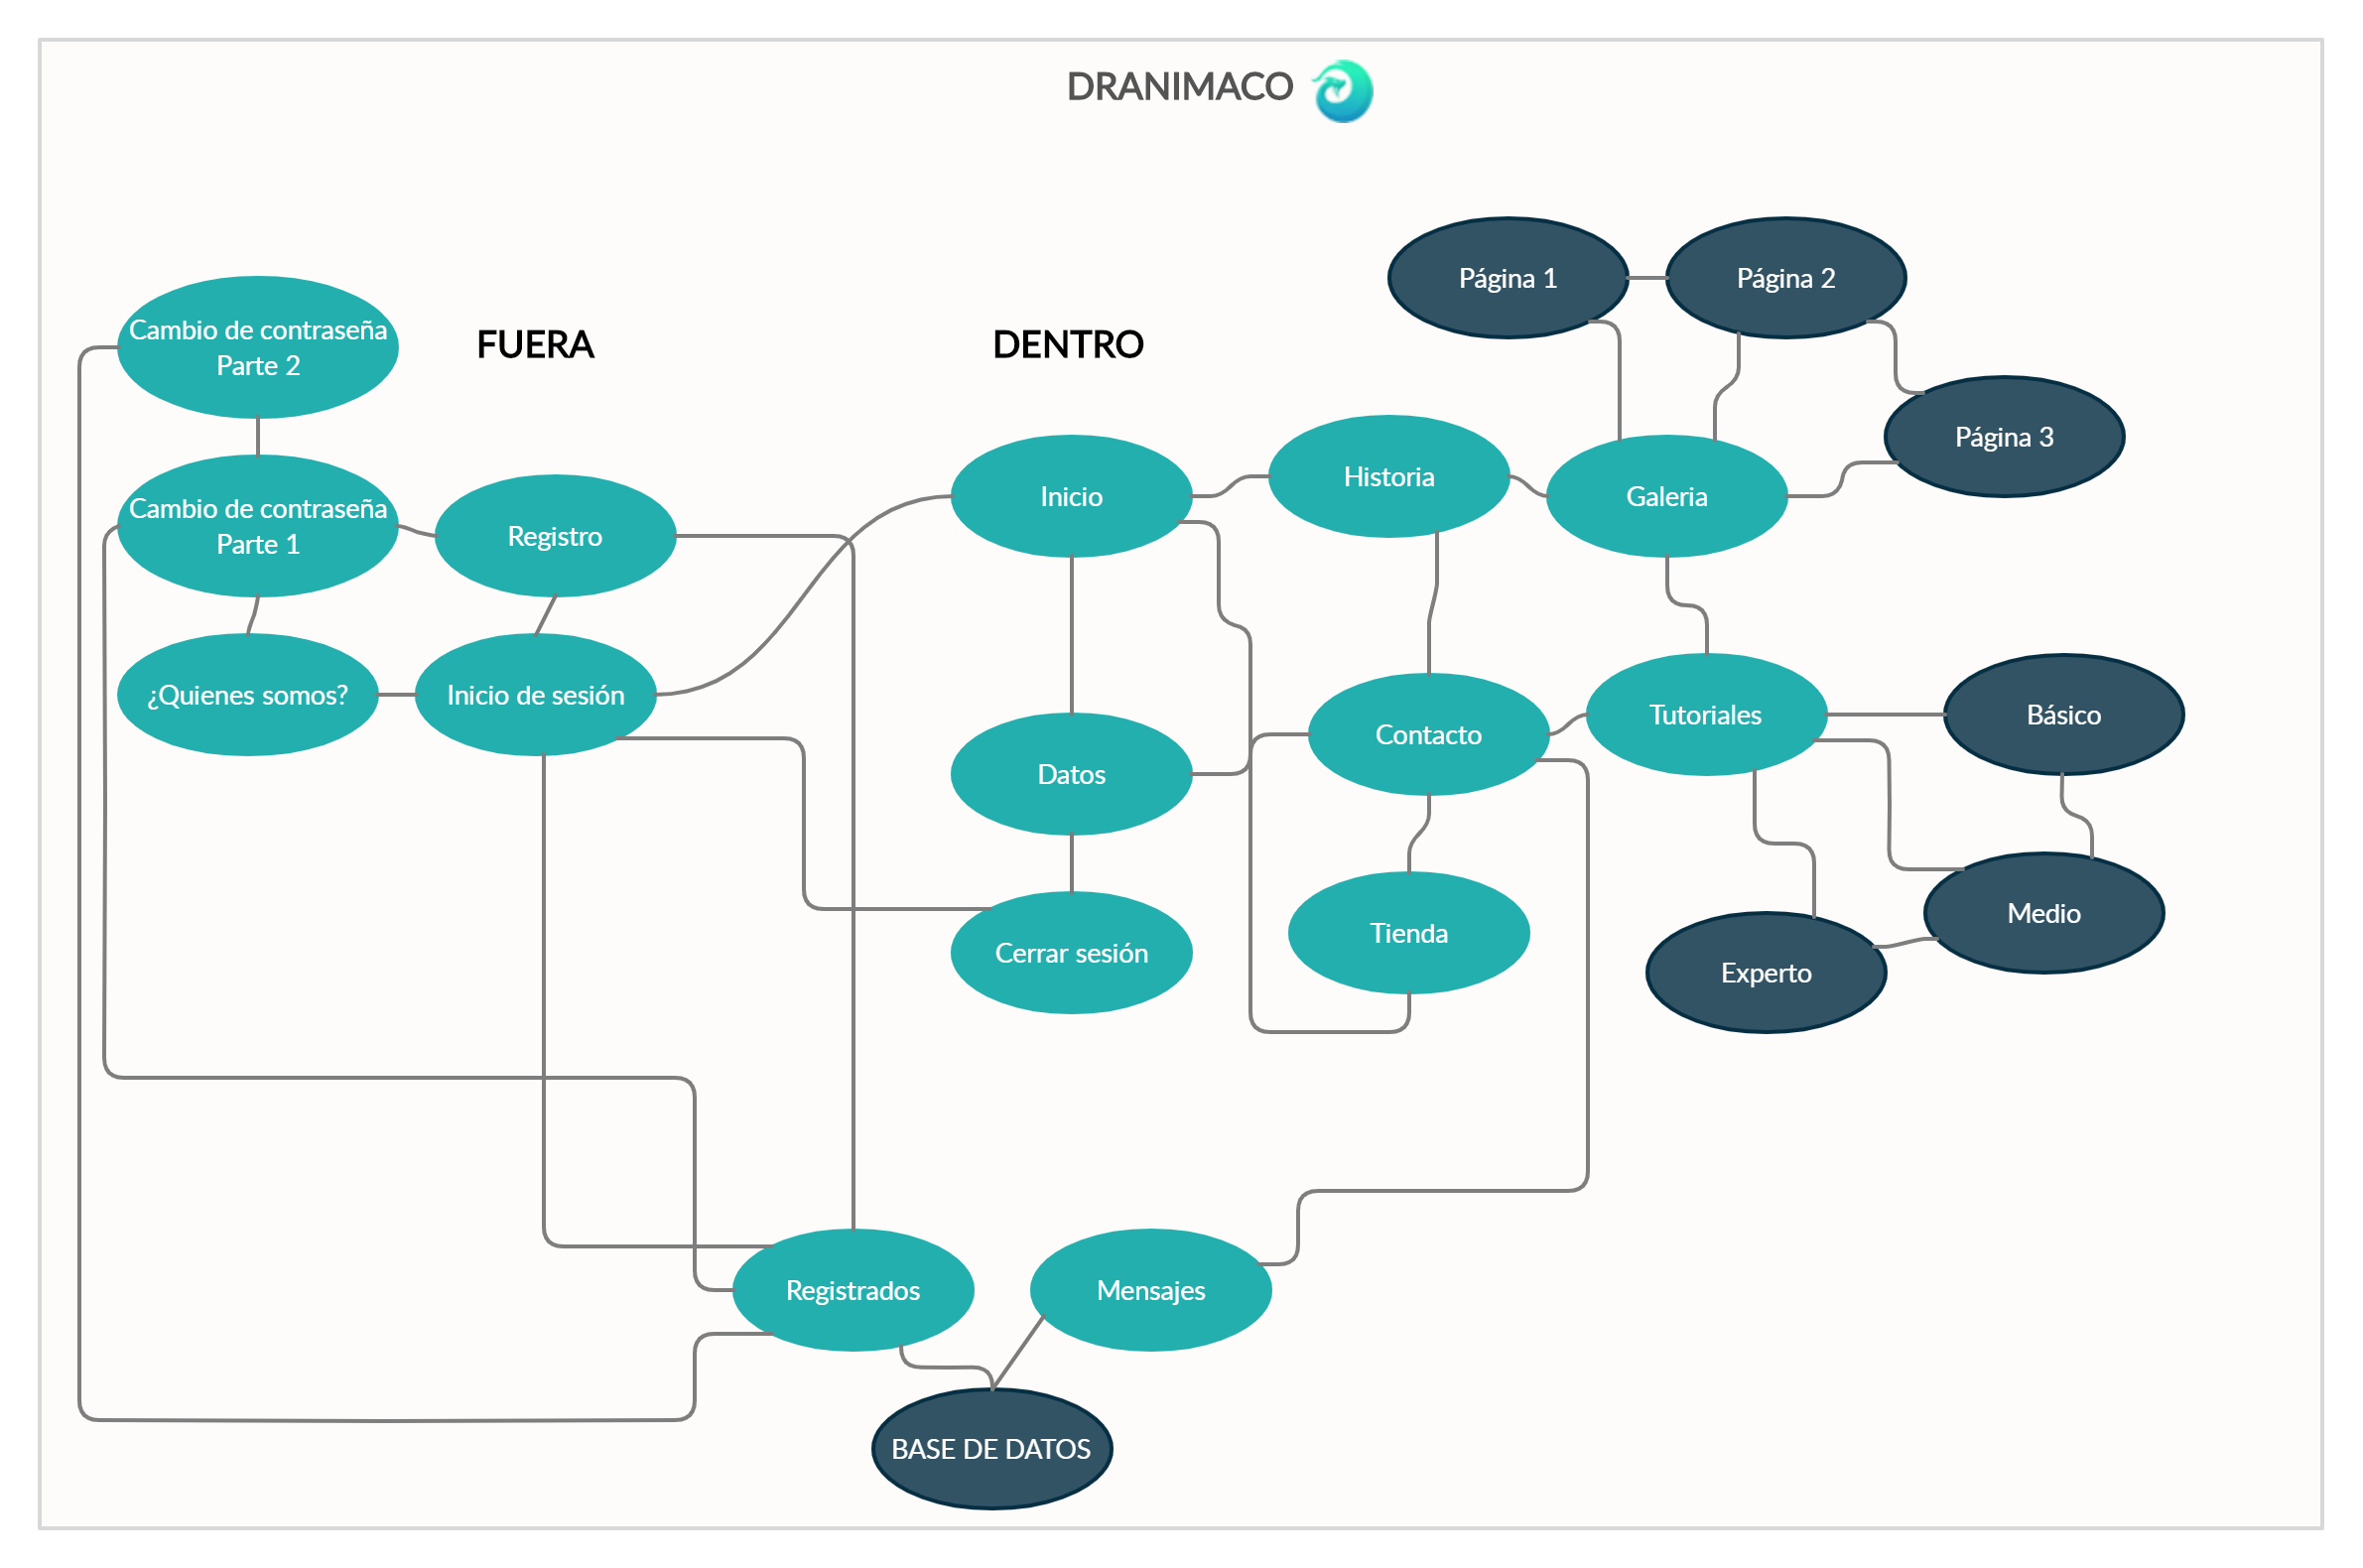 DRANIMACO
Página 1
Página 2
Cambio de contraseña
Parte 2
FUERA
DENTRO
Página 3
Historia
Inicio
Galeria
Cambio de contraseña
Parte 1
Registro
¿Quienes somos?
Inicio de sesión
Tutoriales
Básico
Contacto
Datos
Medio
Tienda
Cerrar sesión
Experto
Registrados
Mensajes
BASE DE DATOS